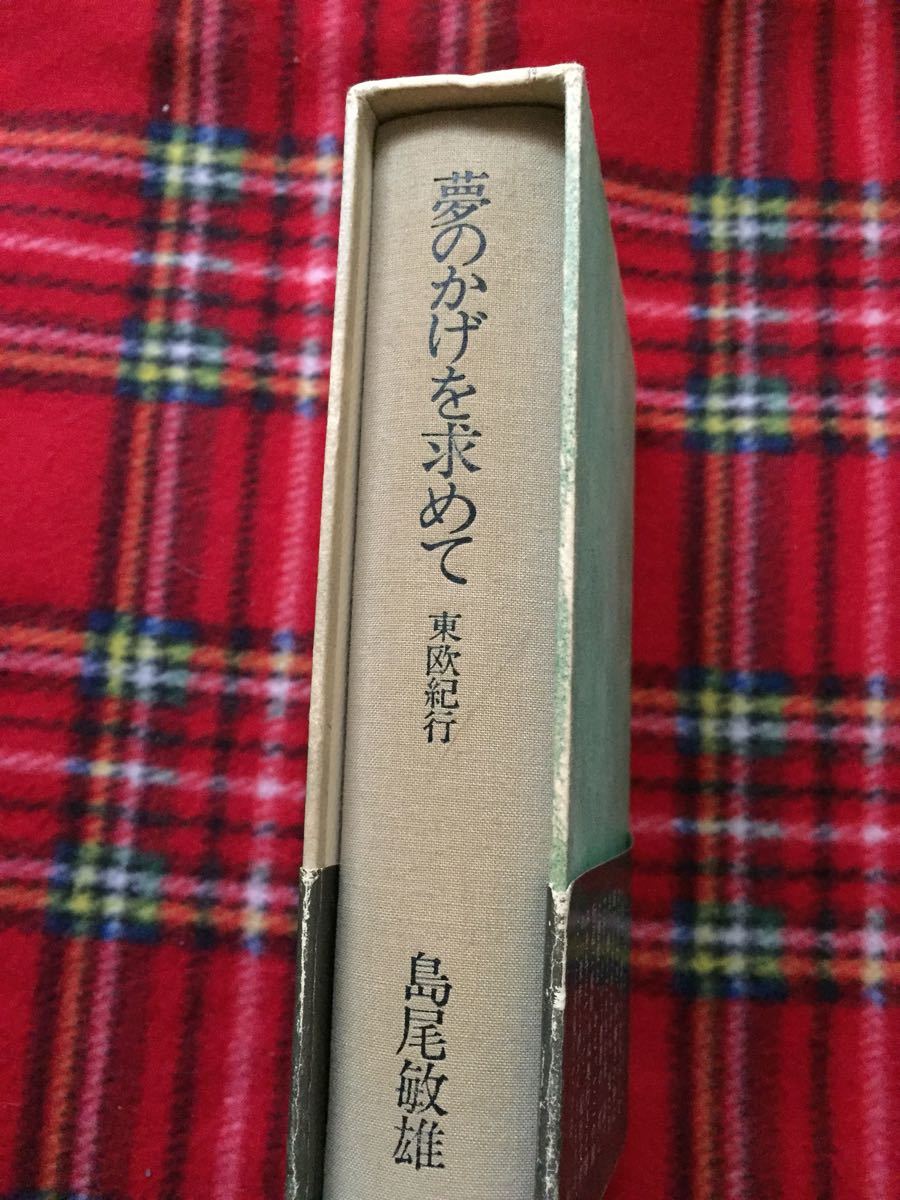 夢のかげを求めて
東欧紀行
島尾敏雄